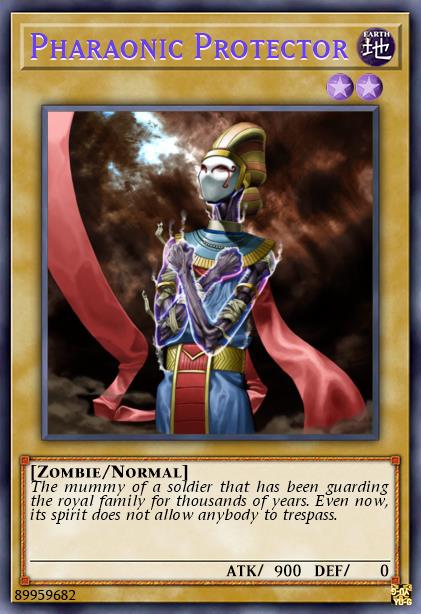 Pharaonic Protector
EARTH
地
[Zombie/Normal]
The mummy of a soldier that has been guarding
the royal family for thousands of years. Even now,
its spirit does not allow anybody to trespass.
ATK/ 900 DEF/ 0
89959682